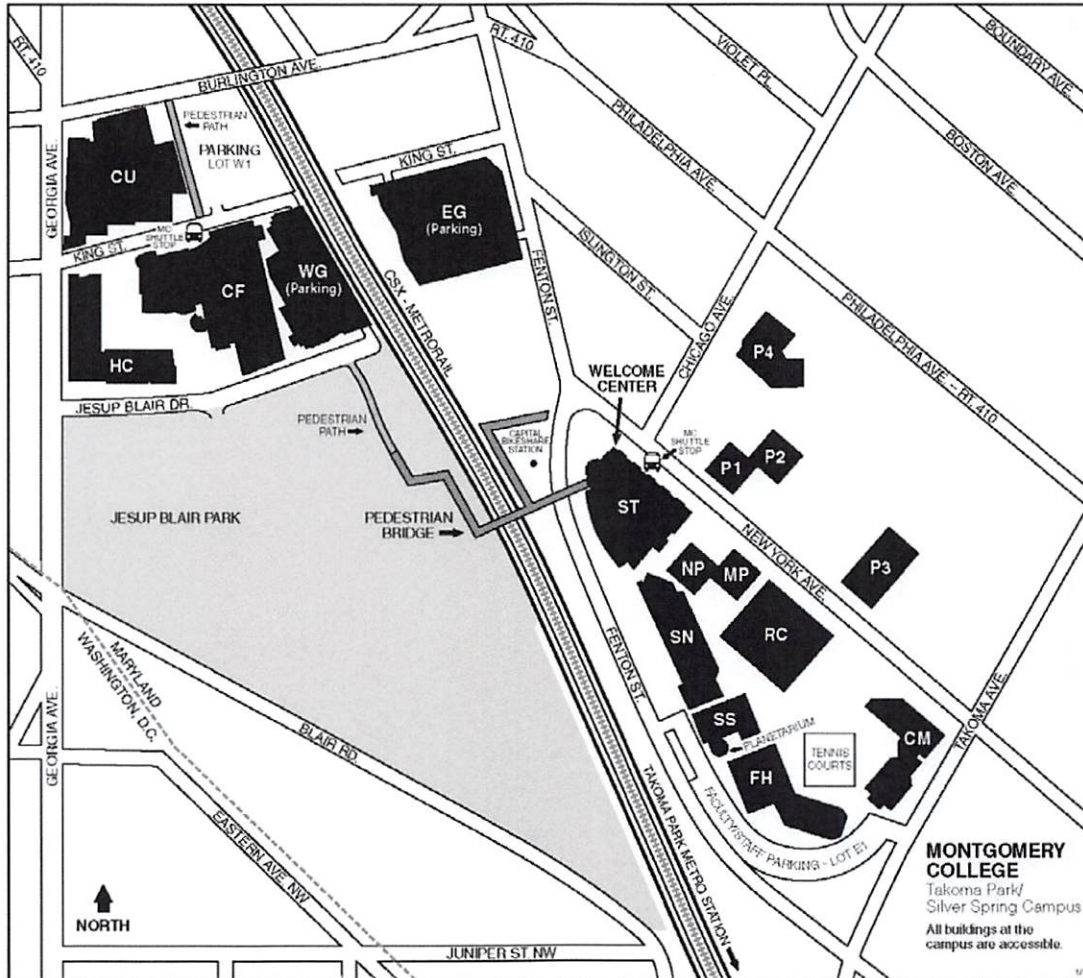 RT. 410
BURLINGTON AVE.
RT. 410
VIOLET PL.
BOUNDARY AVE.
PHILADELPHIA AVE.
BOSTON AVE.
GEORGIA AVE.
CU
PEDESTRIAN
PATH
PARKING
LOT W1
KING ST.
EG
(Parking)
KING ST.
MC
SHUTTLE
STOP
CF
WG
(Parking)
CSX - METRORAIL
FENTON ST.
ISLINGTON ST.
CHICAGO AVE.
PHILADELPHIA AVE. -- RT. 410
HC
JESUP BLAIR DR.
P4
WELCOME
CENTER
PEDESTRIAN
PATH
CAPITAL
BIKESHARE
STATION
MC
SHUTTLE
STOP
P1
P2
JESUP BLAIR PARK
PEDESTRIAN
BRIDGE
ST
NEW YORK AVE.
NP
MP
P3
SN
RC
FENTON ST.
MARYLAND
WASHINGTON, D.C.
GEORGIA AVE.
BLAIR RD.
SS
PLANETARIUM
TENNIS
COURTS
CM
TAKOMA AVE.
FH
FACULTY/STAFF PARKING - LOT E1
TAKOMA PARK METRO STATION
EASTERN AVE. NW
NORTH
JUNIPER ST. NW
MONTGOMERY
COLLEGE
Takoma Park/
Silver Spring Campus
All buildings at the
campus are accessible.